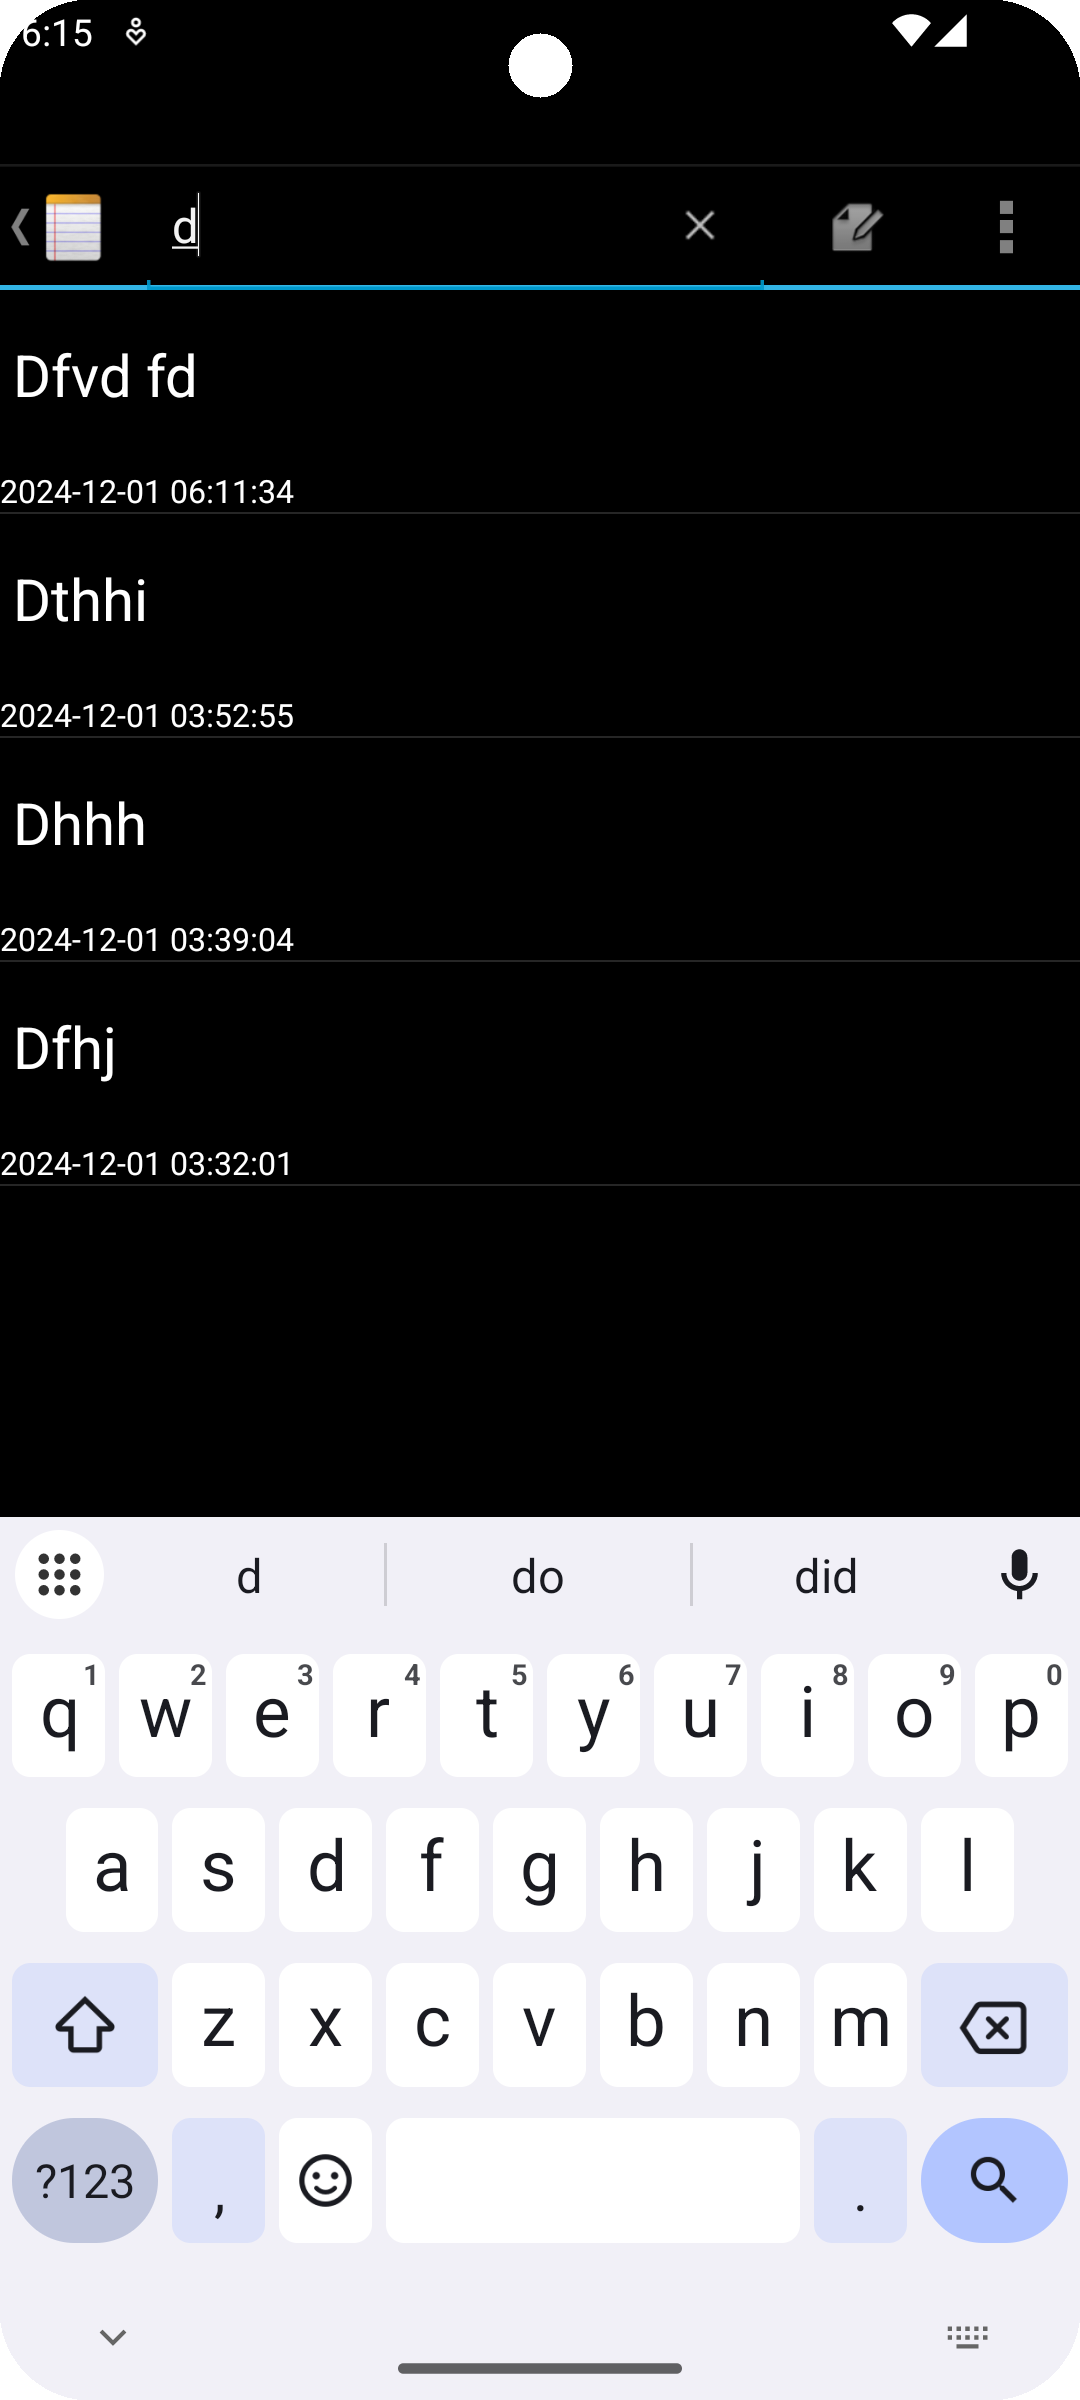 6:15
d
Dfvd fd
2024-12-01 06:11:34
Dthhi
2024-12-01 03:52:55
Dhhh
2024-12-01 03:39:04
Dfhj
2024-12-01 03:32:01
d do did
1 2 3 4 5 6 7 8 9 0
q w e r t y u i o p
a s d f g h j k l
z x c v b n m
?123 , .